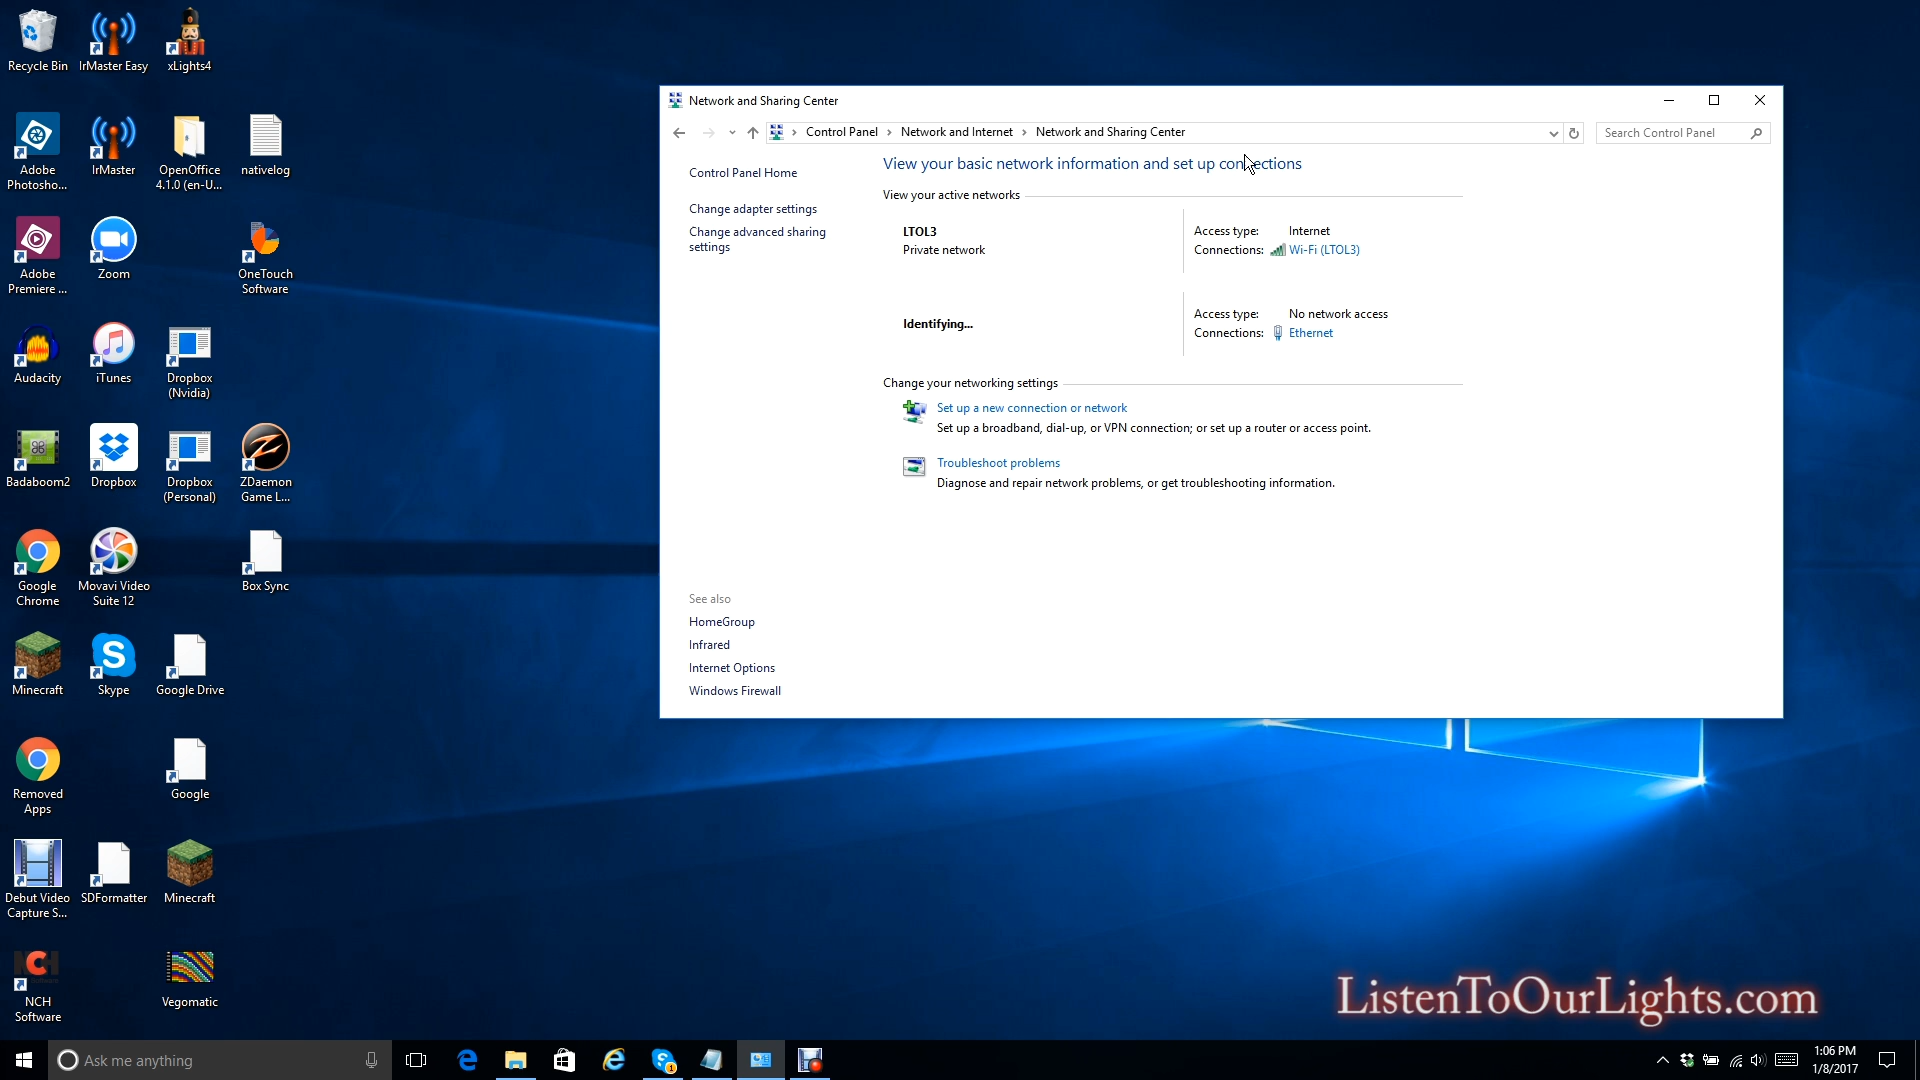 Recycle Bin
IrMaster Easy
xLights4
Adobe
Photosho...
IrMaster
OpenOffice
4.1.0 (en-U...
nativelog
Adobe
Premiere ...
Zoom
OneTouch
Software
Audacity
iTunes
Dropbox
(Nvidia)
Badaboom2
Dropbox
Dropbox
(Personal)
ZDaemon
Game L...
Google
Chrome
Movavi Video
Suite 12
Box Sync
Minecraft
Skype
Google Drive
Removed
Apps
Google
Debut Video
Capture S...
SDFormatter
Minecraft
NCH
Software
Vegomatic
Network and Sharing Center
Control Panel > Network and Internet > Network and Sharing Center
Search Control Panel
Control Panel Home
Change adapter settings
Change advanced sharing
settings
View your basic network information and set up connections
View your active networks
LTOL3
Private network
Access type: Internet
Connections: Wi-Fi (LTOL3)
Identifying...
Access type: No network access
Connections: Ethernet
Change your networking settings
Set up a new connection or network
Set up a broadband, dial-up, or VPN connection; or set up a router or access point.
Troubleshoot problems
Diagnose and repair network problems, or get troubleshooting information.
See also
HomeGroup
Infrared
Internet Options
Windows Firewall
ListenToOurLights.com
Ask me anything
1:06 PM
1/8/2017